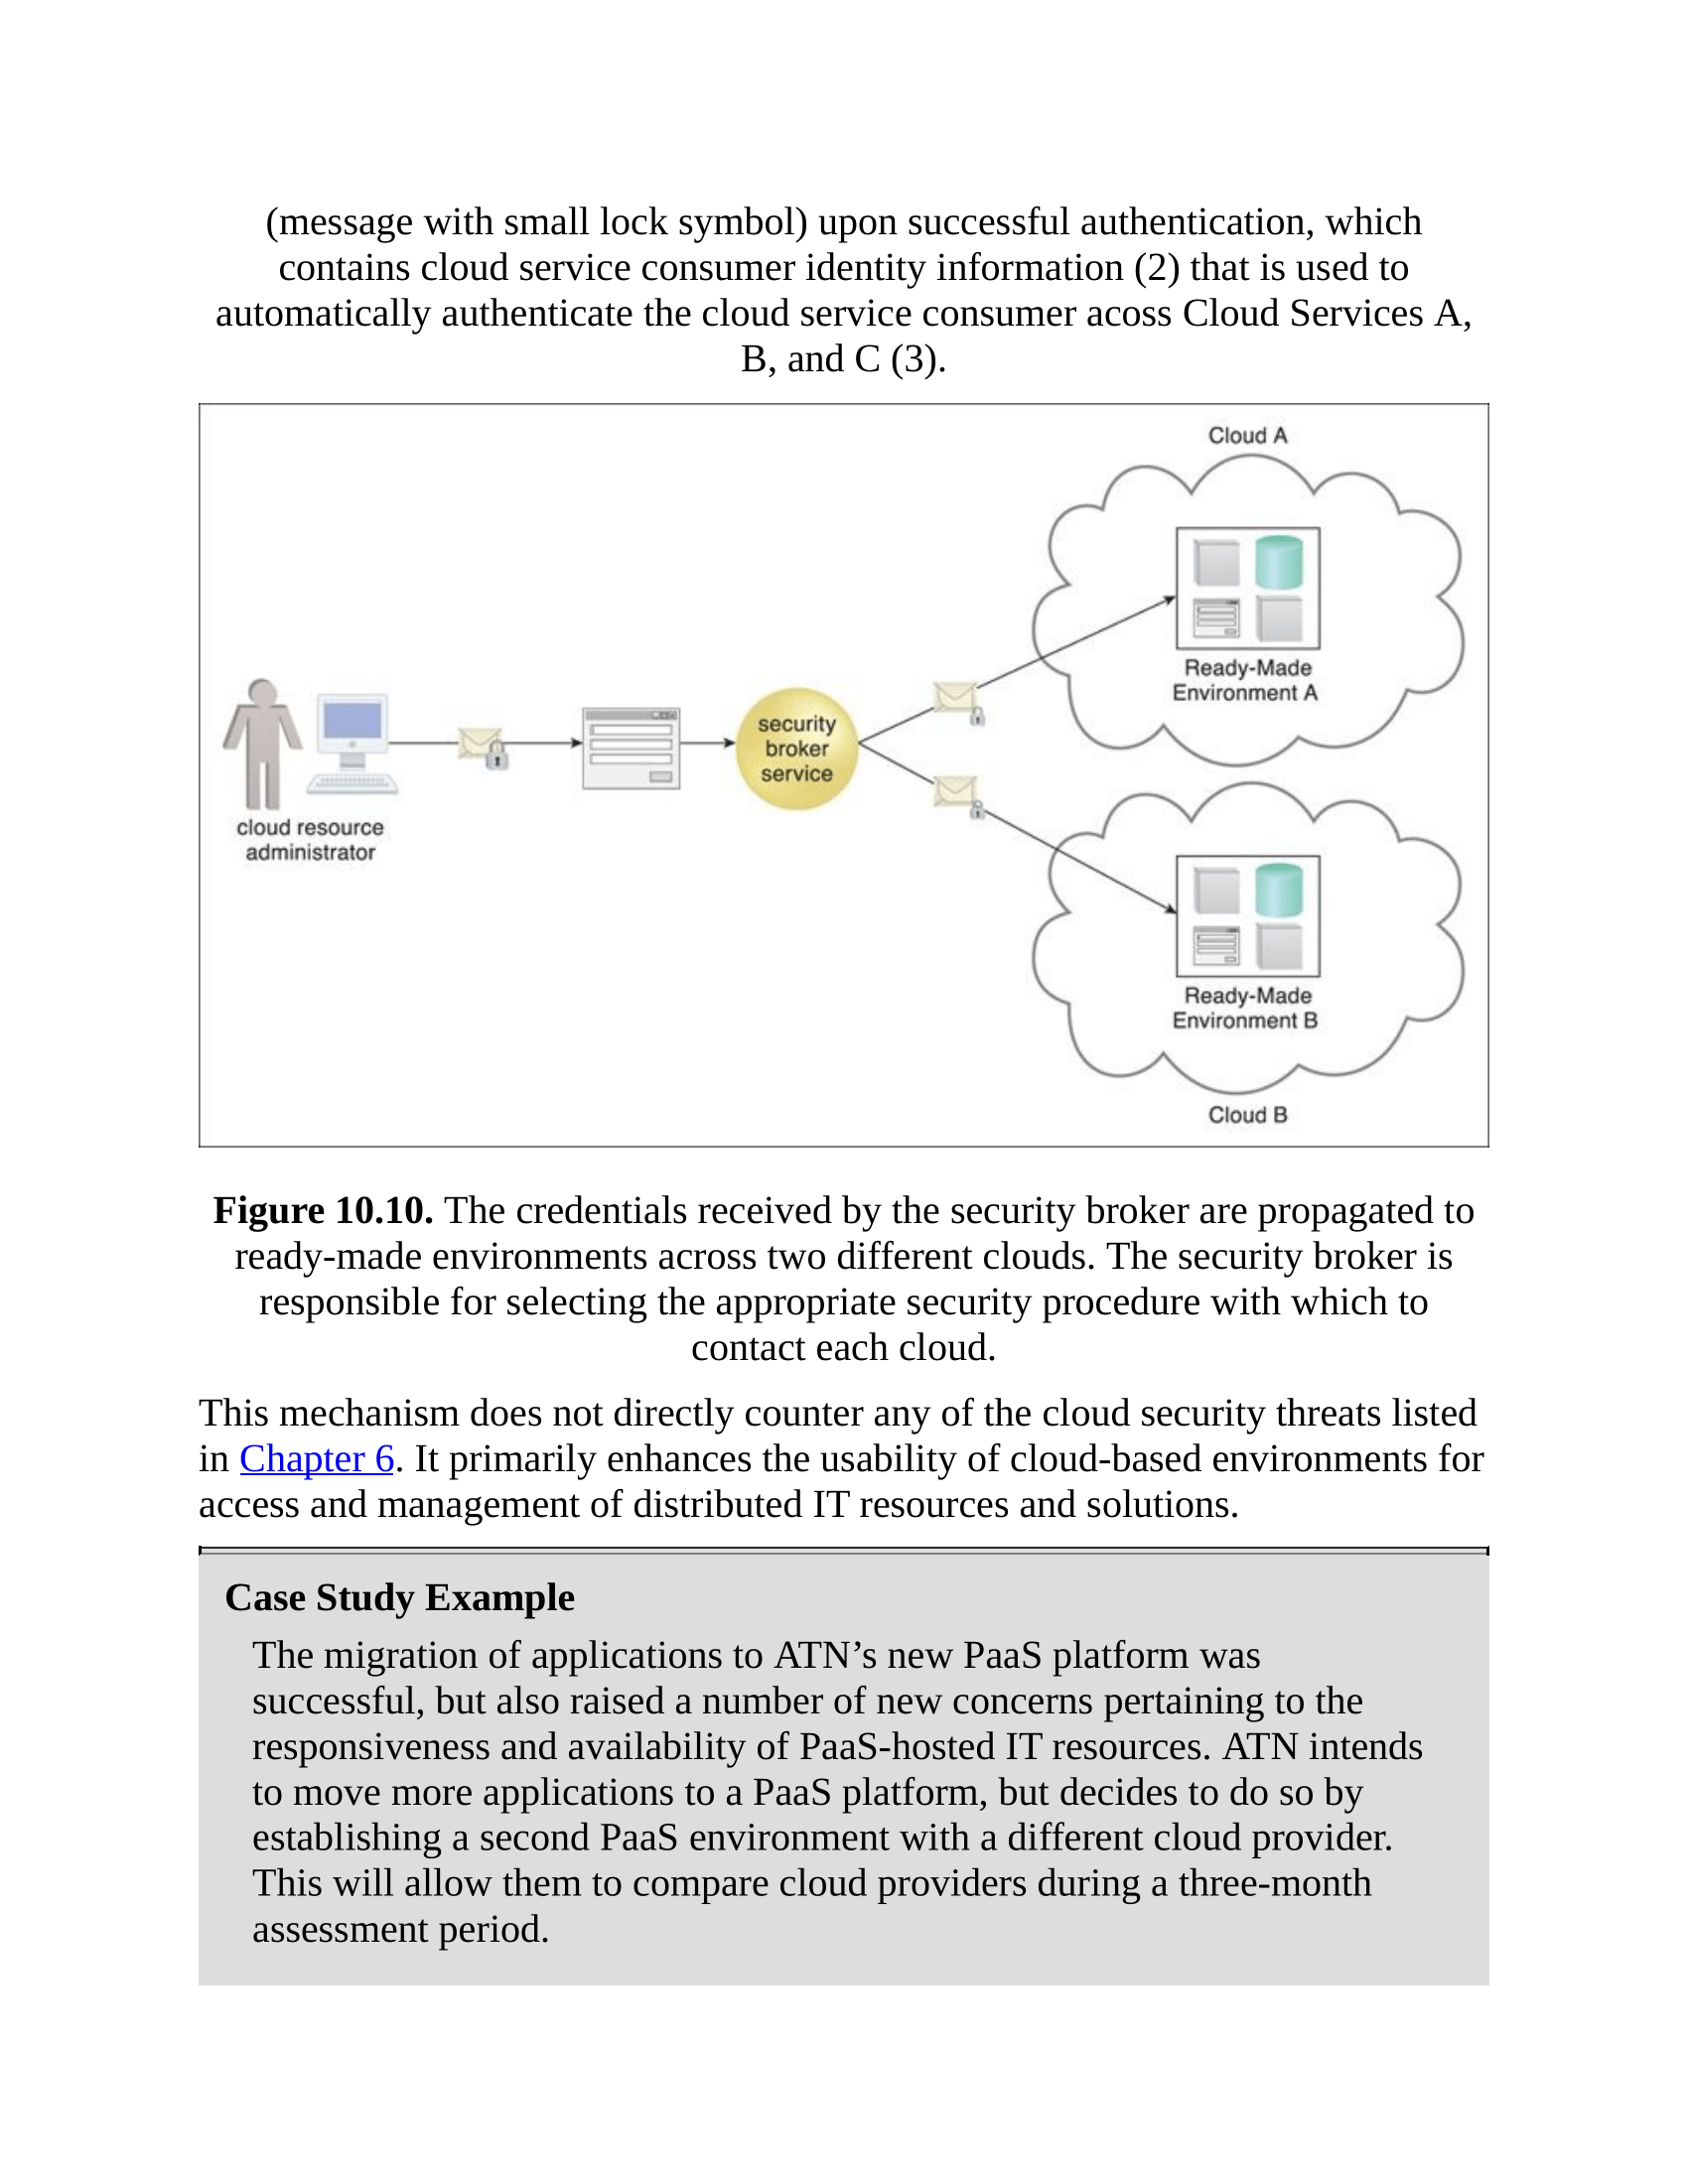 (message with small lock symbol) upon successful authentication, which
contains cloud service consumer identity information (2) that is used to
automatically authenticate the cloud service consumer acoss Cloud Services A,
B, and C (3).
Cloud A
Ready-Made
Environment A
security
broker
service
cloud resource
administrator
Ready-Made
Environment B
Cloud B
Figure 10.10. The credentials received by the security broker are propagated to
ready-made environments across two different clouds. The security broker is
responsible for selecting the appropriate security procedure with which to
contact each cloud.
This mechanism does not directly counter any of the cloud security threats listed
in Chapter 6. It primarily enhances the usability of cloud-based environments for
access and management of distributed IT resources and solutions.
Case Study Example
The migration of applications to ATN’s new PaaS platform was
successful, but also raised a number of new concerns pertaining to the
responsiveness and availability of PaaS-hosted IT resources. ATN intends
to move more applications to a PaaS platform, but decides to do so by
establishing a second PaaS environment with a different cloud provider.
This will allow them to compare cloud providers during a three-month
assessment period.